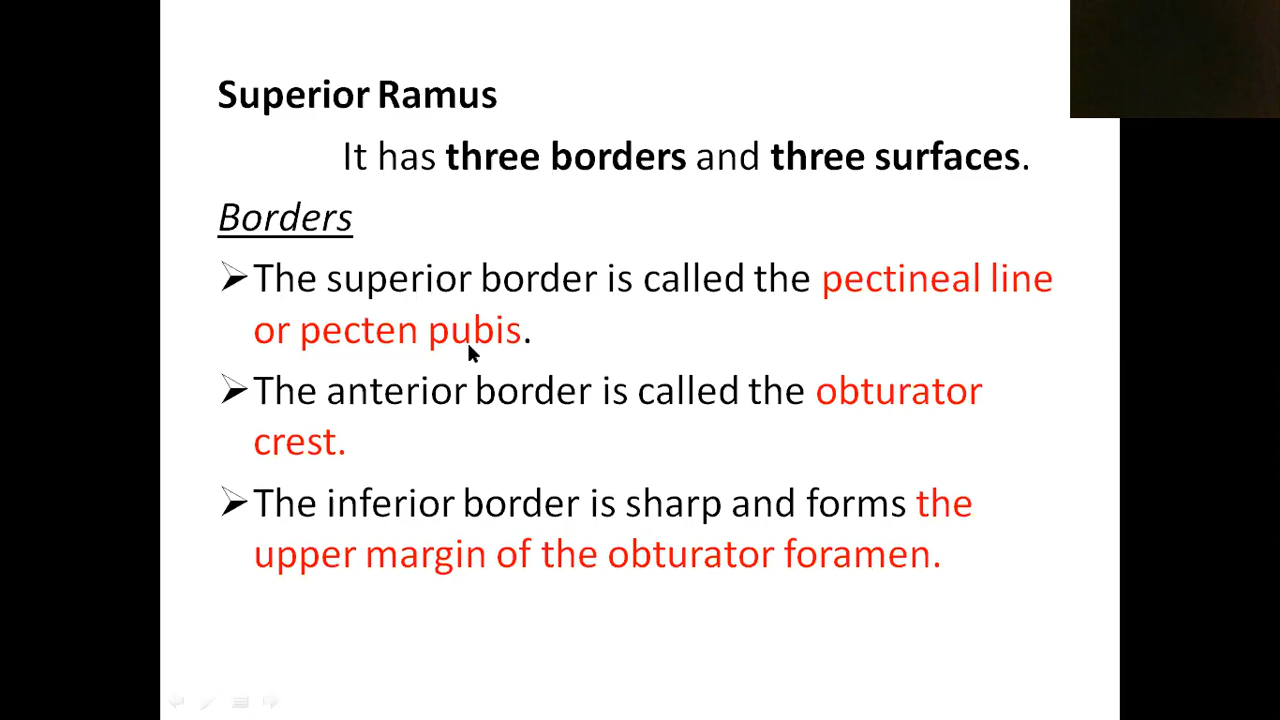 Superior Ramus
It has three borders and three surfaces.
Borders
The superior border is called the pectineal line
or pecten pubis.
The anterior border is called the obturator
crest.
The inferior border is sharp and forms the
upper margin of the obturator foramen.